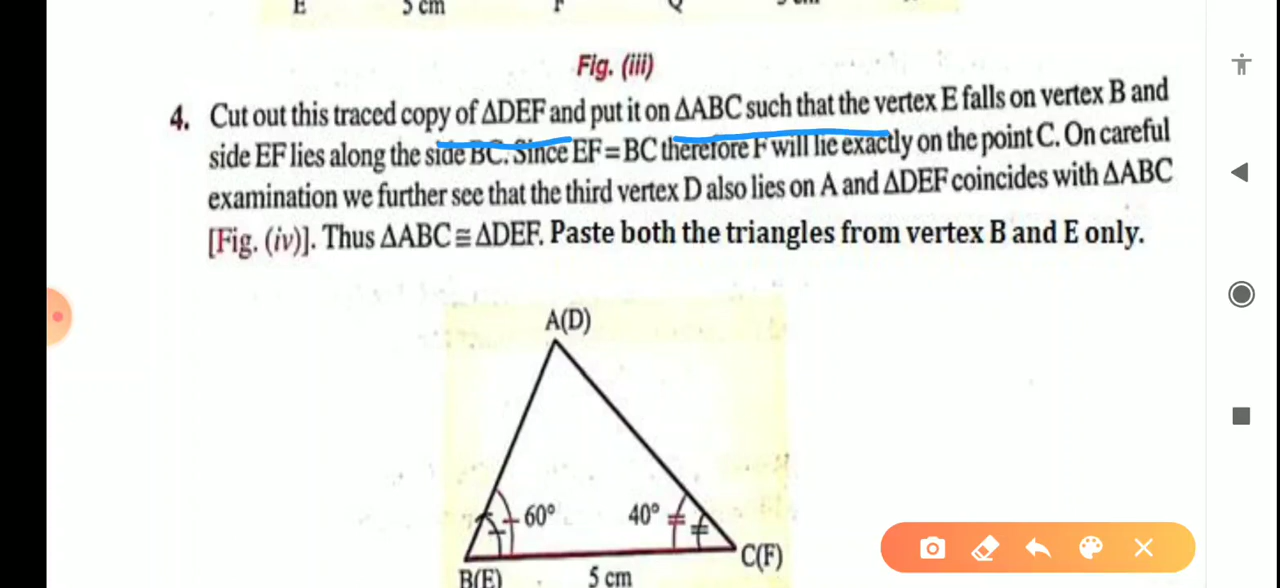 E 5 cm F Q
Fig. (iii)
4. Cut out this traced copy of ΔDEF and put it on ΔABC such that the vertex E falls on vertex B and
side EF lies along the side BC. Since EF = BC therefore F will lie exactly on the point C. On careful
examination we further see that the third vertex D also lies on A and ΔDEF coincides with ΔABC
[Fig. (iv)]. Thus ΔABC ≅ ΔDEF. Paste both the triangles from vertex B and E only.
A(D)
60° 40°
C(F)
B(E) 5 cm